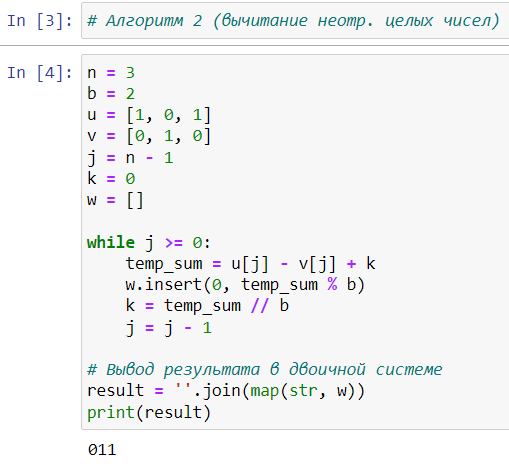 In [3]: # Алгоритм 2 (вычитание неотр. целых чисел)
In [4]: n = 3
b = 2
u = [1, 0, 1]
v = [0, 1, 0]
j = n - 1
k = 0
w = []
while j >= 0:
    temp_sum = u[j] - v[j] + k
    w.insert(0, temp_sum % b)
    k = temp_sum // b
    j = j - 1
# Вывод результата в двоичной системе
result = ''.join(map(str, w))
print(result)
011